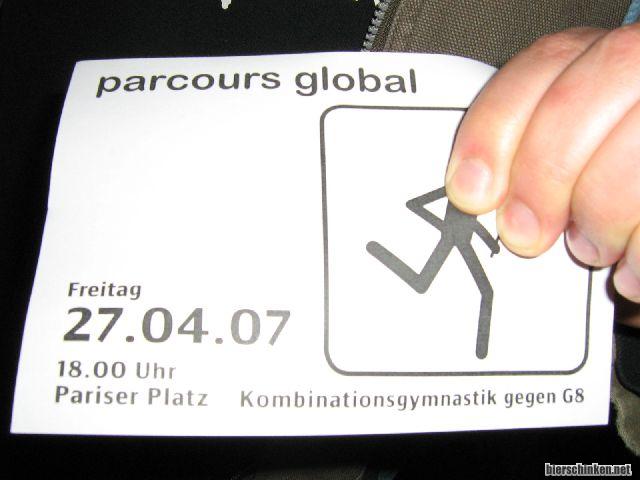 parcours global
Freitag
27.04.07
18.00 Uhr
Pariser Platz Kombinationsgymnastik gegen G8
bierschinken.net